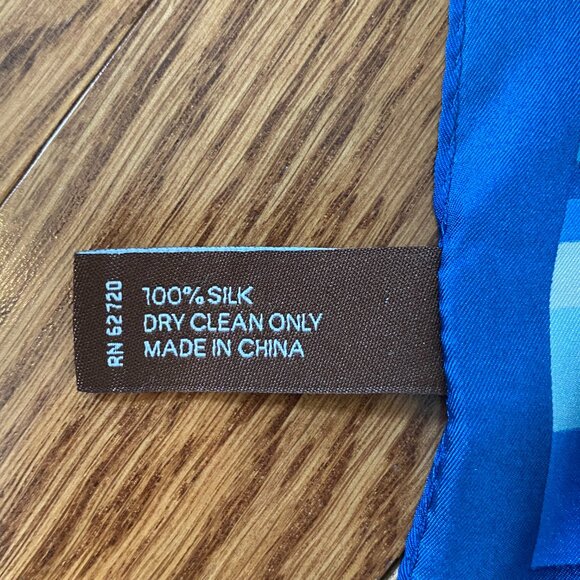 RN 62720
100% SILK
DRY CLEAN ONLY
MADE IN CHINA